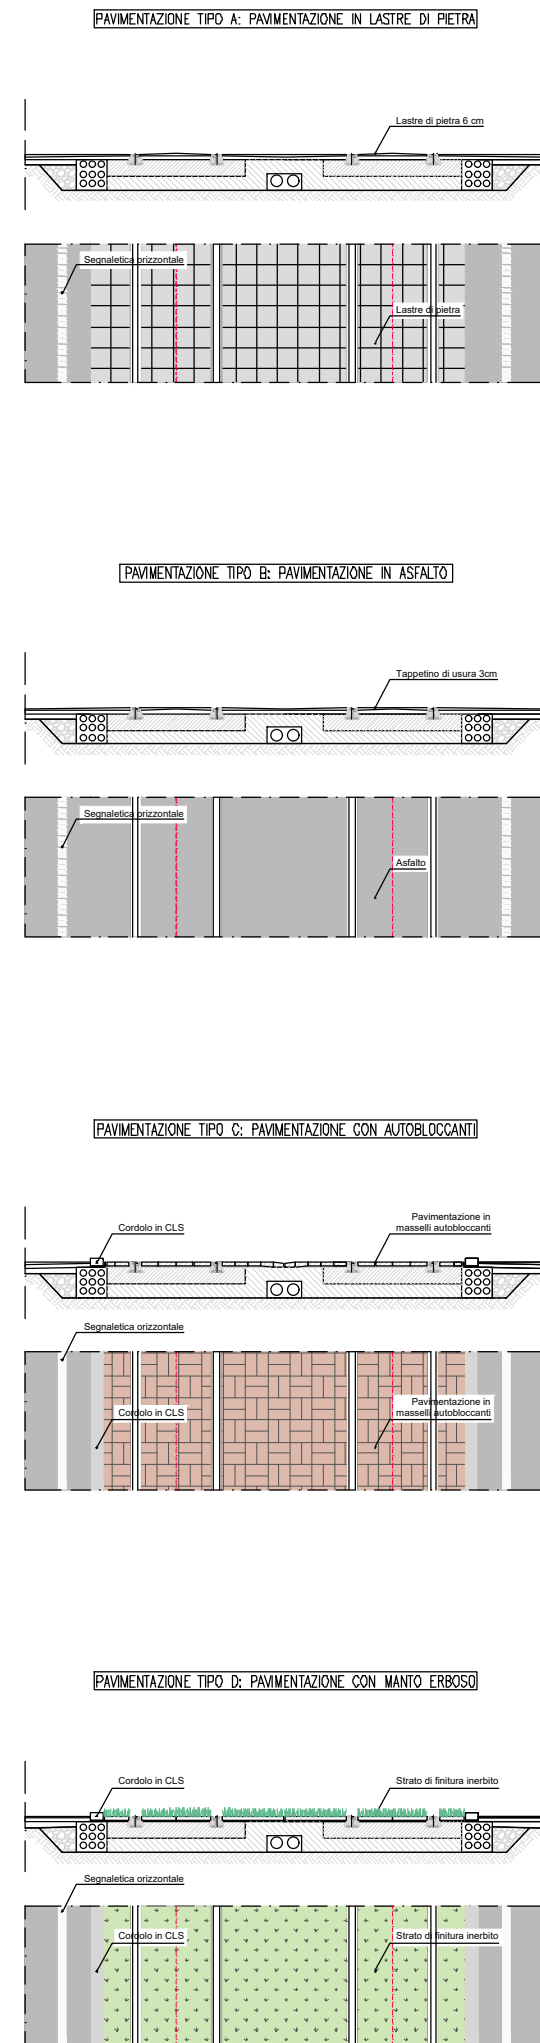 PAVIMENTAZIONE TIPO A: PAVIMENTAZIONE IN LASTRE DI PIETRA
Lastre di pietra 6 cm
Segnaletica orizzontale
Lastre di pietra
PAVIMENTAZIONE TIPO B: PAVIMENTAZIONE IN ASFALTO
Tappetino di usura 3cm
Segnaletica orizzontale
Asfalto
PAVIMENTAZIONE TIPO C: PAVIMENTAZIONE CON AUTOBLOCCANTI
Pavimentazione in
masselli autobloccanti
Cordolo in CLS
Segnaletica orizzontale
Pavimentazione in
masselli autobloccanti
Cordolo in CLS
PAVIMENTAZIONE TIPO D: PAVIMENTAZIONE CON MANTO ERBOSO
Cordolo in CLS
Strato di finitura inerbito
Segnaletica orizzontale
Cordolo in CLS
Strato di finitura inerbito